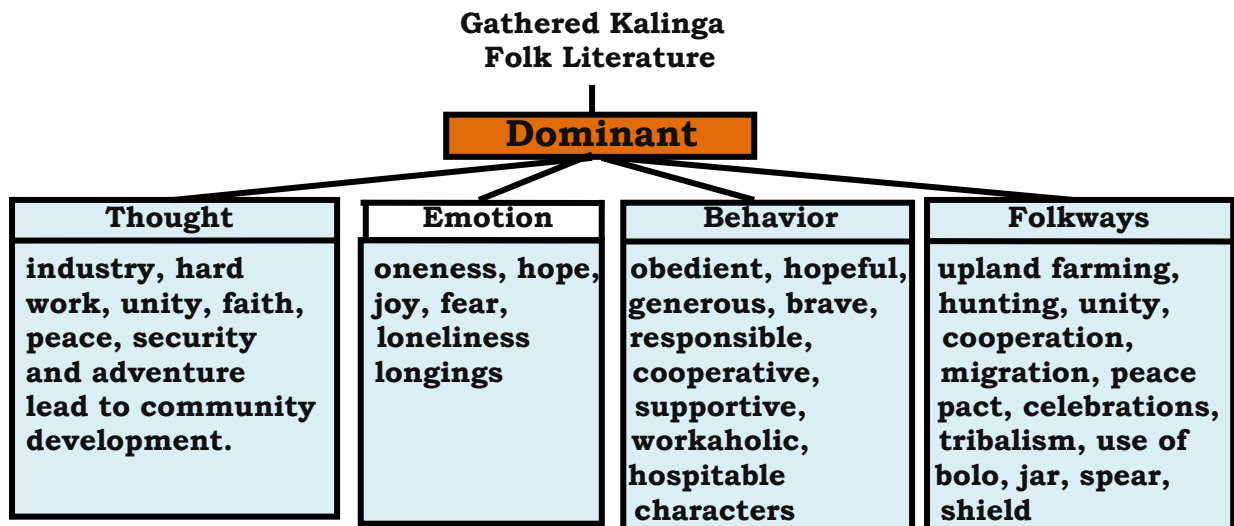 Gathered Kalinga
Folk Literature
Dominant
Thought
industry, hard
work, unity, faith,
peace, security
and adventure
lead to community
development.
Emotion
oneness, hope,
joy, fear,
loneliness
longings
Behavior
obedient, hopeful,
generous, brave,
responsible,
cooperative,
supportive,
workaholic,
hospitable
characters
Folkways
upland farming,
hunting, unity,
cooperation,
migration, peace
pact, celebrations,
tribalism, use of
bolo, jar, spear,
shield